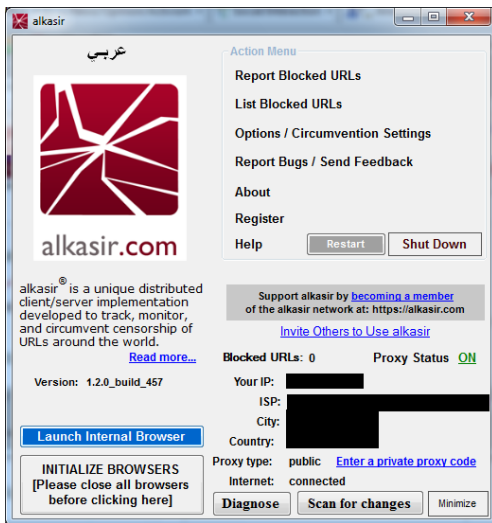 alkasir
عربي
alkasir.com
alkasir® is a unique distributed
client/server implementation
developed to track, monitor,
and circumvent censorship of
URLs around the world.
Read more...
Version: 1.2.0_build_457
Launch Internal Browser
INITIALIZE BROWSERS
[Please close all browsers
before clicking here]
Action Menu
Report Blocked URLs
List Blocked URLs
Options / Circumvention Settings
Report Bugs / Send Feedback
About
Register
Help Restart Shut Down
Support alkasir by becoming a member
of the alkasir network at: https://alkasir.com
Invite Others to Use alkasir
Blocked URLs: 0 Proxy Status ON
Your IP:
ISP:
City:
Country:
Proxy type: public Enter a private proxy code
Internet: connected
Diagnose Scan for changes Minimize